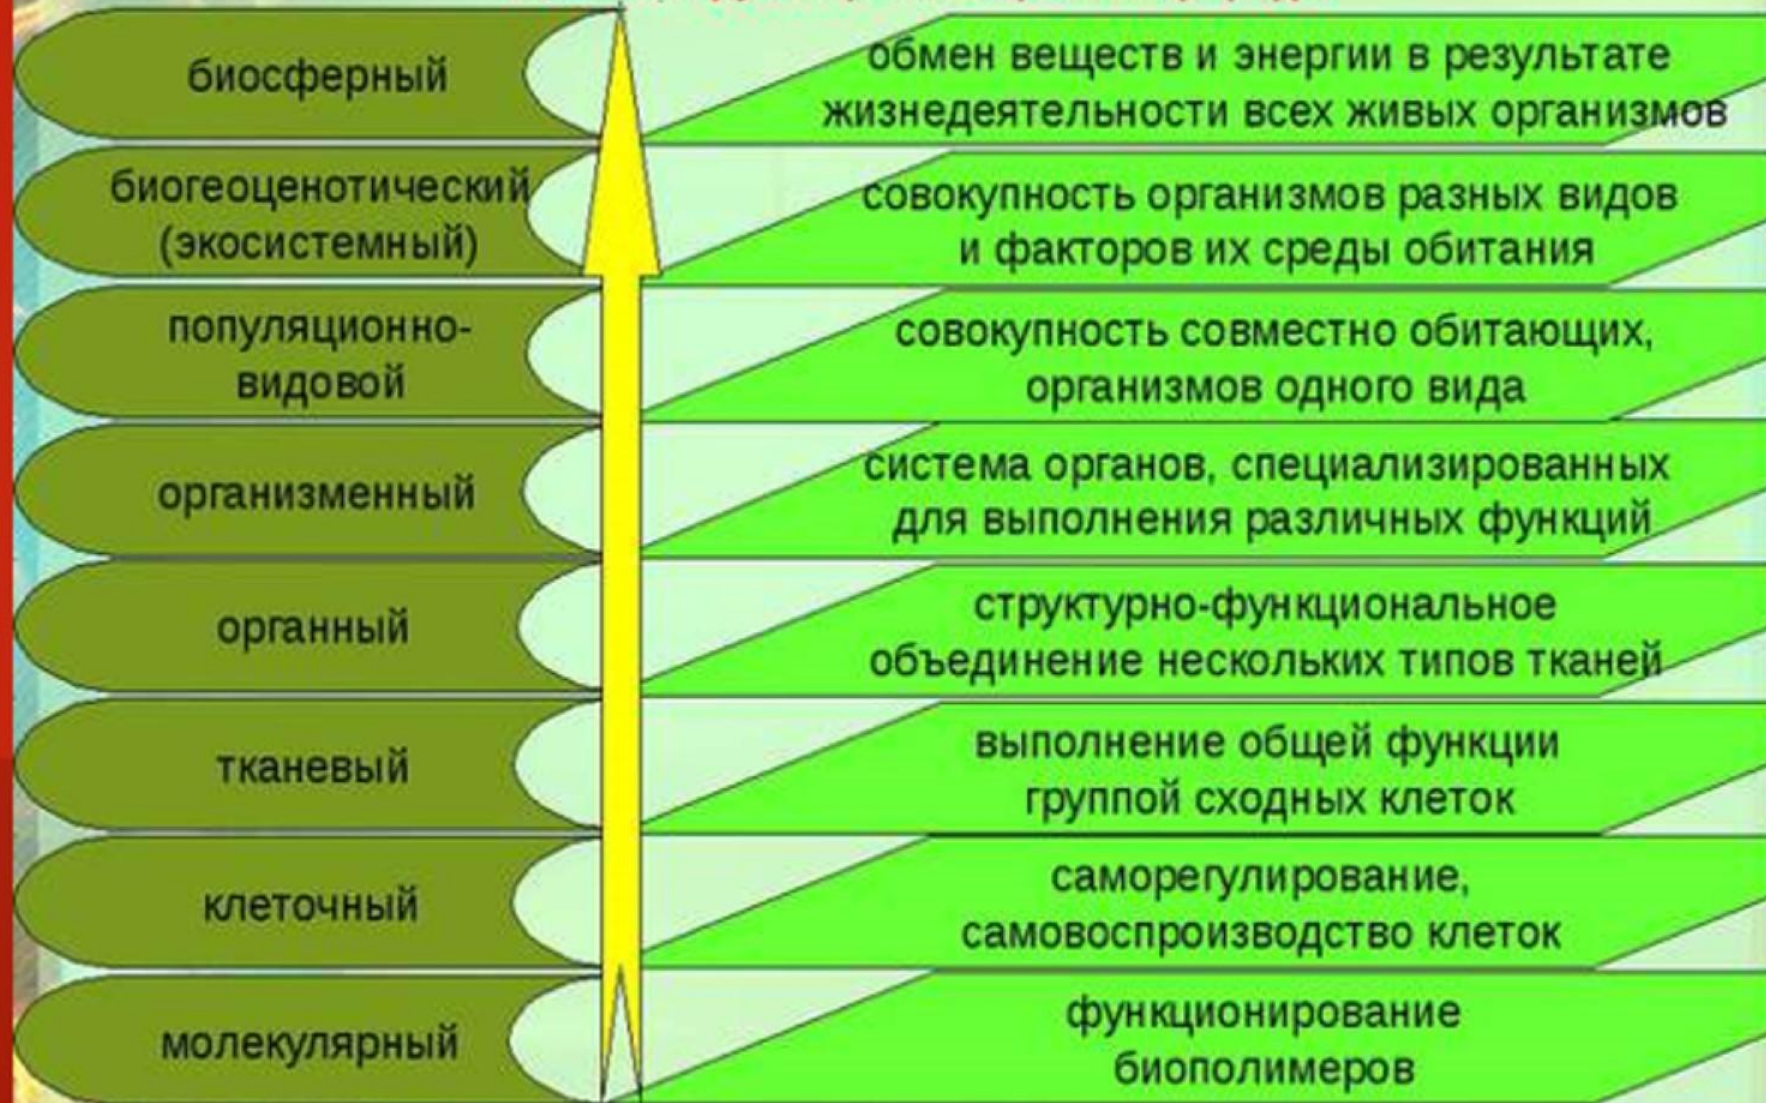 биосферный
обмен веществ и энергии в результате
жизнедеятельности всех живых организмов
биогеоценотический
(экосистемный)
совокупность организмов разных видов
и факторов их среды обитания
популяционно-
видовой
совокупность совместно обитающих,
организмов одного вида
организменный
система органов, специализированных
для выполнения различных функций
органный
структурно-функциональное
объединение нескольких типов тканей
тканевый
выполнение общей функции
группой сходных клеток
клеточный
саморегулирование,
самовоспроизводство клеток
молекулярный
функционирование
биополимеров